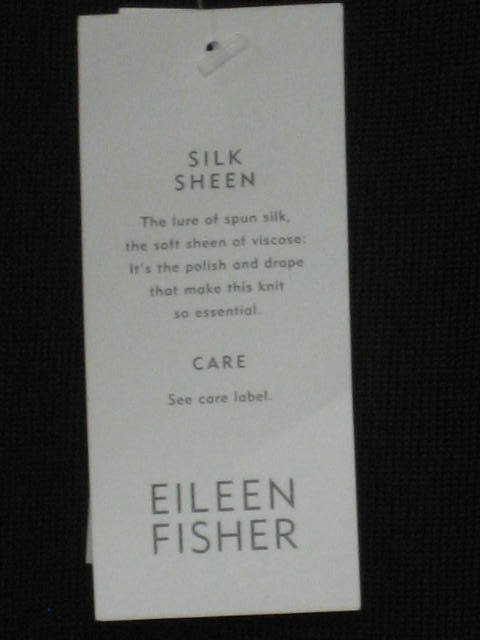 SILK
SHEEN
The lure of spun silk,
the soft sheen of viscose:
It's the polish and drape
that make this knit
so essential.
CARE
See care label.
EILEEN
FISHER